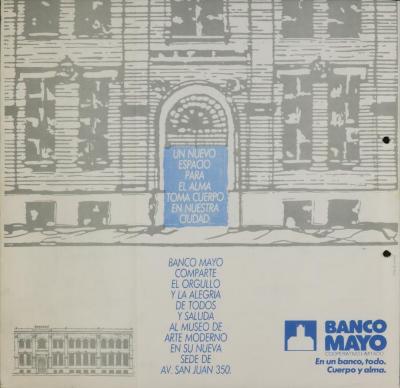 UN NUEVO
ESPACIO
PARA
EL ALMA
TOMA CUERPO
EN NUESTRA
CIUDAD.
BANCO MAYO
COMPARTE
EL ORGULLO
Y LA ALEGRIA
DE TODOS
Y SALUDA
AL MUSEO DE
ARTE MODERNO
EN SU NUEVA
SEDE DE
AV. SAN JUAN 350.
BANCO
MAYO
COOPERATIVO LIMITADO
En un banco, todo.
Cuerpo y alma.